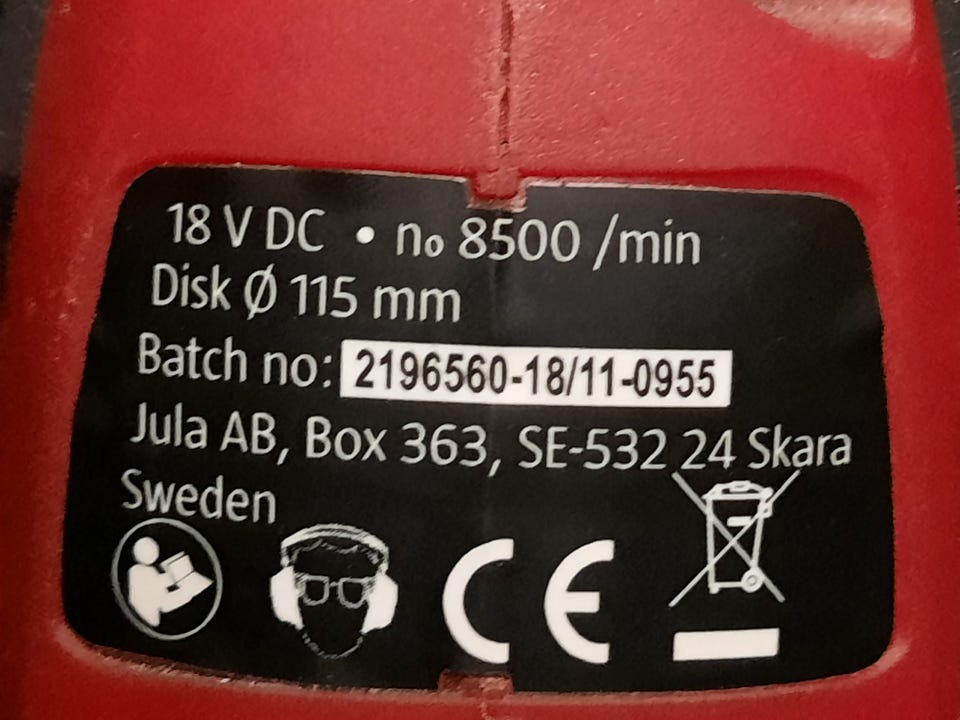 18 V DC • no 8500 /min
Disk Ø 115 mm
Batch no: 2196560-18/11-0955
Jula AB, Box 363, SE-532 24 Skara
Sweden
CE